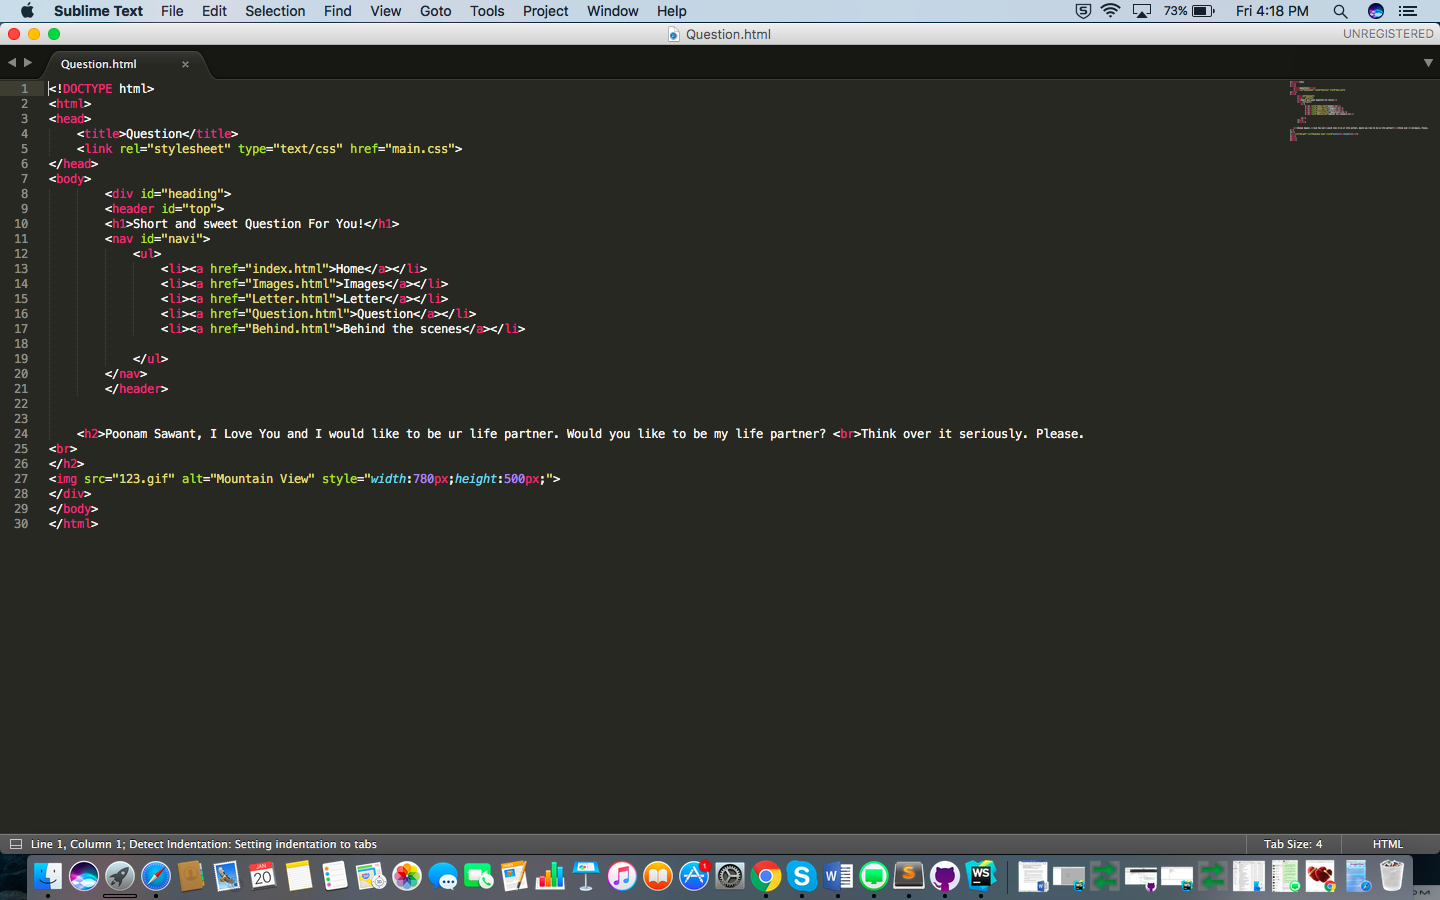 Sublime Text File Edit Selection Find View Goto Tools Project Window Help 73% Fri 4:18 PM
Question.html UNREGISTERED
Question.html ×
1 <!DOCTYPE html>
2 <html>
3 <head>
4 <title>Question</title>
5 <link rel="stylesheet" type="text/css" href="main.css">
6 </head>
7 <body>
8 <div id="heading">
9 <header id="top">
10 <h1>Short and sweet Question For You!</h1>
11 <nav id="navi">
12 <ul>
13 <li><a href="index.html">Home</a></li>
14 <li><a href="Images.html">Images</a></li>
15 <li><a href="Letter.html">Letter</a></li>
16 <li><a href="Question.html">Question</a></li>
17 <li><a href="Behind.html">Behind the scenes</a></li>
18
19 </ul>
20 </nav>
21 </header>
22
23
24 <h2>Poonam Sawant, I Love You and I would like to be ur life partner. Would you like to be my life partner? <br>Think over it seriously. Please.
25 <br>
26 </h2>
27 <img src="123.gif" alt="Mountain View" style="width:780px;height:500px;">
28 </div>
29 </body>
30 </html>
Line 1, Column 1; Detect Indentation: Setting indentation to tabs Tab Size: 4 HTML
JAN
20
1
WS